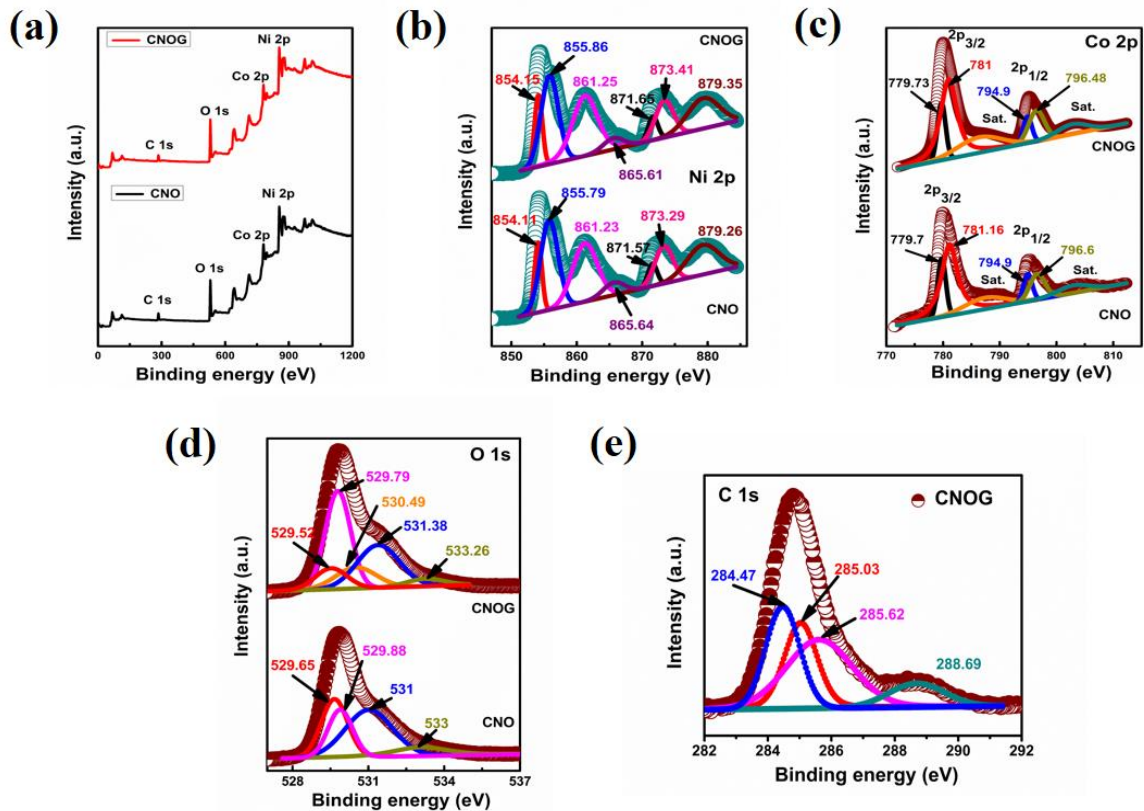 (a)
CNOG
Ni 2p
Co 2p
O 1s
C 1s
CNO
Ni 2p
Co 2p
O 1s
C 1s
Intensity (a.u.)
0 300 600 900 1200
Binding energy (eV)
(b)
CNOG
855.86
854.15
861.25
873.41
879.35
871.65
865.61
Ni 2p
855.79
854.11
861.23
873.29
879.26
871.57
CNO
865.64
Intensity (a.u.)
850 860 870 880
Binding energy (eV)
(c)
Co 2p
2p3/2
781
779.73
2p1/2
796.48
794.9
Sat.
Sat.
CNOG
2p3/2
779.7
781.16
2p1/2
796.6
794.9
Sat.
Sat.
CNO
Intensity (a.u.)
770 780 790 800 810
Binding energy (eV)
(d)
O 1s
529.79
530.49
529.52
531.38
533.26
CNOG
529.65
529.88
531
533
CNO
Intensity (a.u.)
528 531 534 537
Binding energy (eV)
(e)
C 1s
CNOG
284.47
285.03
285.62
288.69
Intensity (a.u.)
282 284 286 288 290 292
Binding energy (eV)